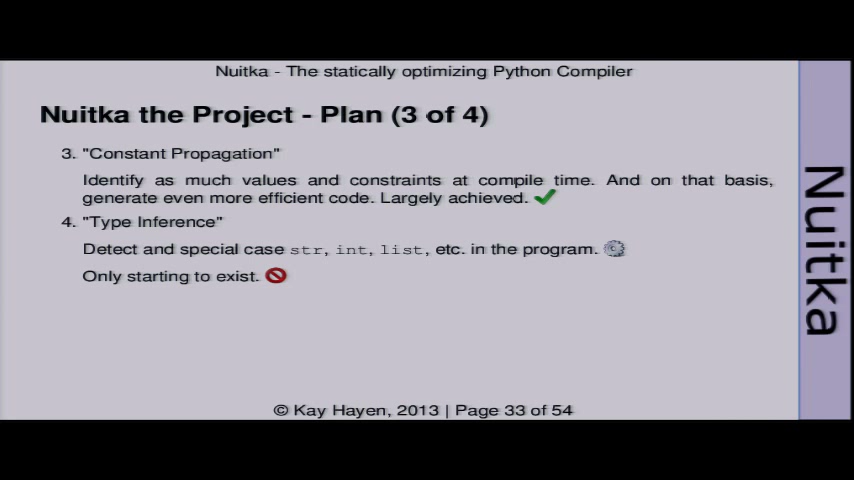 Nuitka - The statically optimizing Python Compiler
Nuitka the Project - Plan (3 of 4)
3. "Constant Propagation"
Identify as much values and constraints at compile time. And on that basis,
generate even more efficient code. Largely achieved.
4. "Type Inference"
Detect and special case str, int, list, etc. in the program.
Only starting to exist.
© Kay Hayen, 2013 | Page 33 of 54
Nuitka